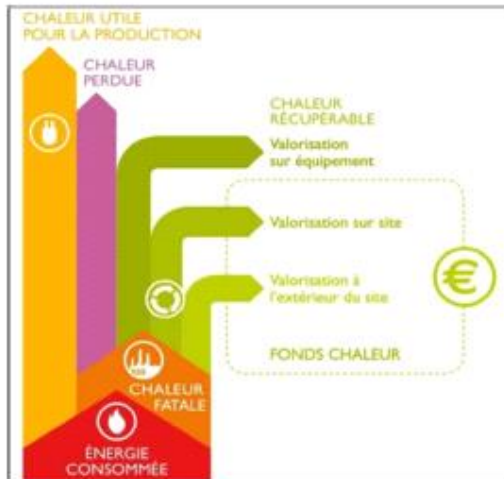 CHALEUR UTILE
POUR LA PRODUCTION
CHALEUR
PERDUE
CHALEUR
RÉCUPÉRABLE
Valorisation
sur équipement
Valorisation sur site
Valorisation à
l'extérieur du site
€
FONDS CHALEUR
CHALEUR
FATALE
ÉNERGIE
CONSOMMÉE